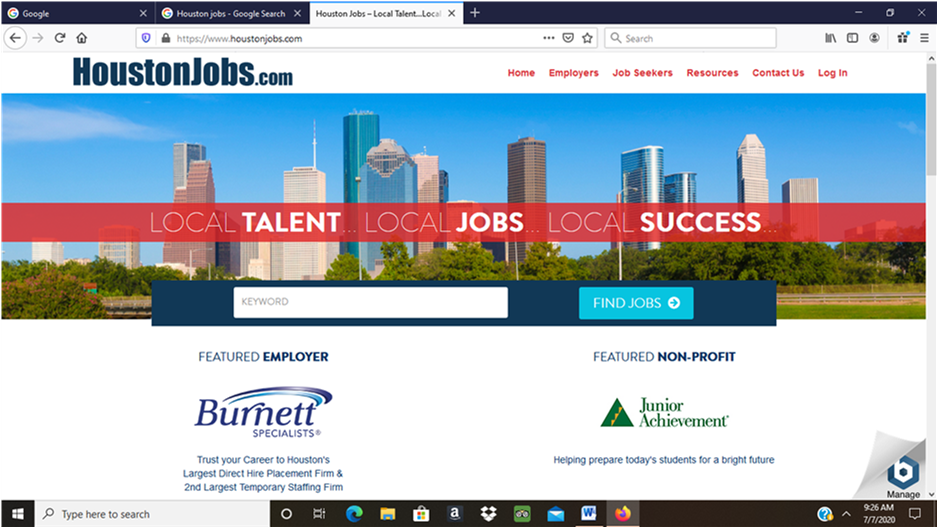 Google
Houston jobs - Google Search
Houston Jobs – Local Talent...Local
https://www.houstonjobs.com
Search
HoustonJobs.com
Home Employers Job Seekers Resources Contact Us Log In
LOCAL TALENT... LOCAL JOBS... LOCAL SUCCESS...
KEYWORD
FIND JOBS
FEATURED EMPLOYER
Burnett
SPECIALISTS®
Trust your Career to Houston's
Largest Direct Hire Placement Firm &
2nd Largest Temporary Staffing Firm
FEATURED NON-PROFIT
Junior
Achievement®
Helping prepare today's students for a bright future
Manage
Type here to search
9:26 AM
7/7/2020